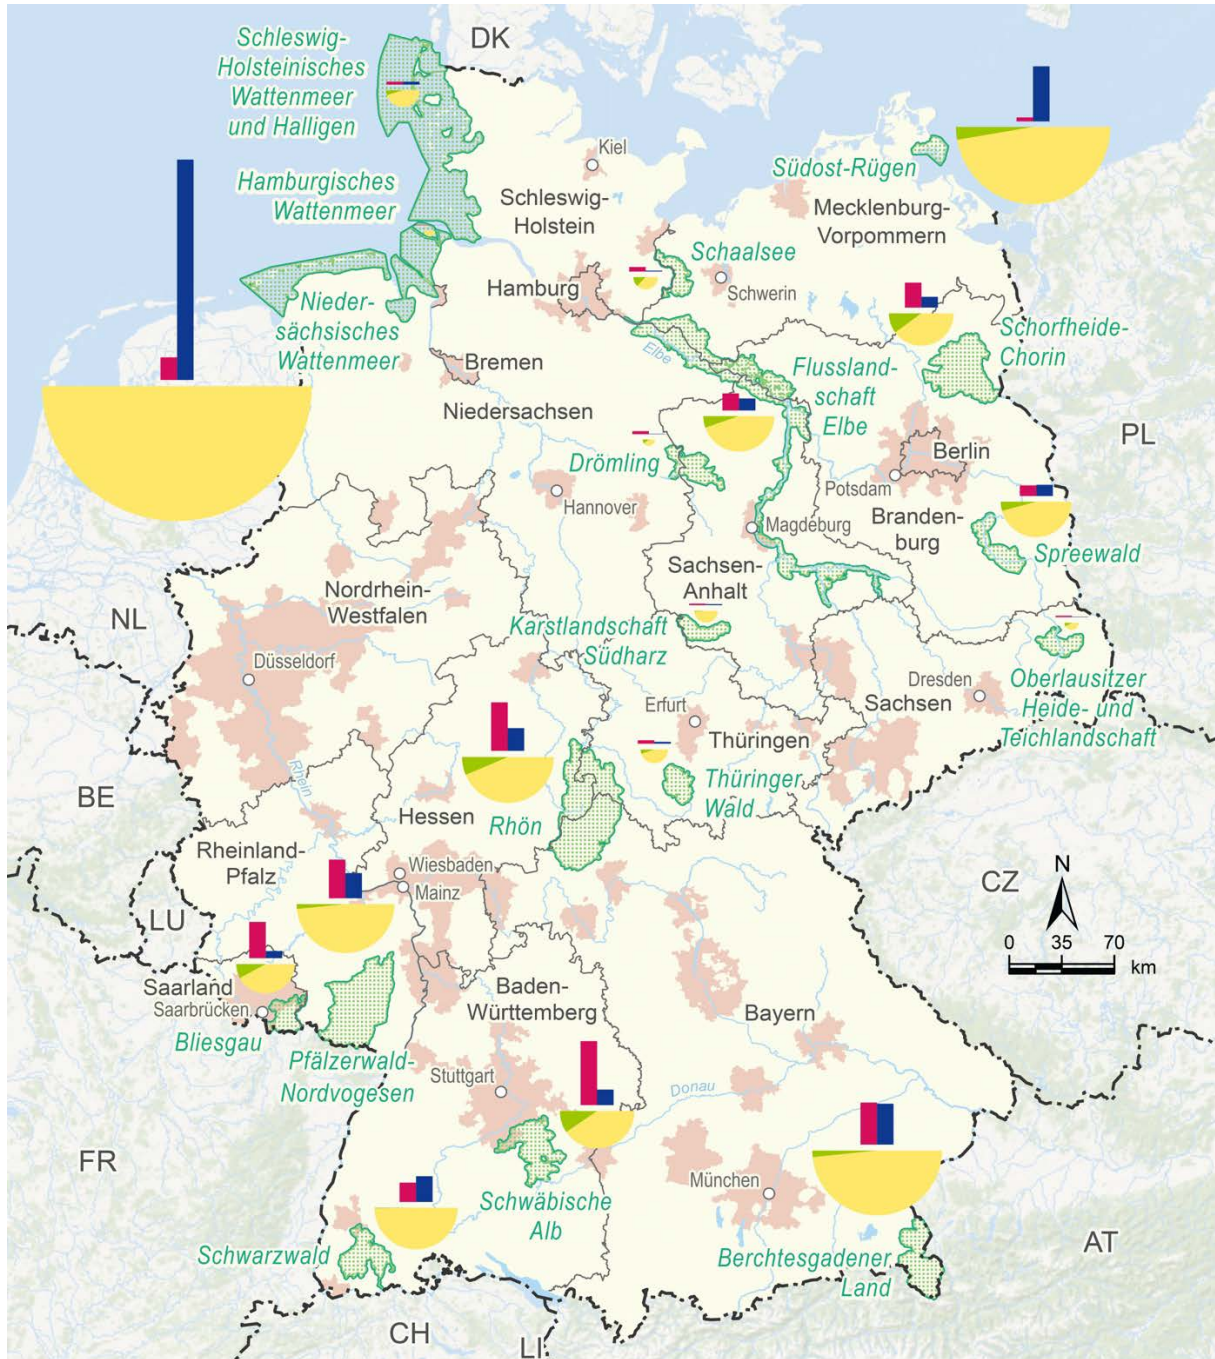 DK
Schleswig-
Holsteinisches
Wattenmeer
und Halligen
Kiel
Südost-Rügen
Hamburgisches
Wattenmeer
Schleswig-
Holstein
Mecklenburg-
Vorpommern
Schaalsee
Schwerin
Hamburg
Nieder-
sächsisches
Wattenmeer
Schorfheide-
Chorin
Elbe
Bremen
Flussland-
schaft
Elbe
Niedersachsen
PL
Berlin
Drömling
Potsdam
Hannover
Magdeburg
Branden-
burg
Spreewald
Sachsen-
Anhalt
Nordrhein-
Westfalen
NL
Karstlandschaft
Südharz
Düsseldorf
Dresden
Oberlausitzer
Heide- und
Teichlandschaft
Erfurt
Sachsen
Thüringen
Rhein
Thüringer
Wald
BE
Hessen
Rhön
Rheinland-
Pfalz
Wiesbaden
Mainz
N
CZ
LU
0 35 70
km
Saarland
Saarbrücken
Baden-
Württemberg
Bayern
Bliesgau
Pfälzerwald-
Nordvogesen
Stuttgart
Donau
FR
München
Schwäbische
Alb
Schwarzwald
Berchtesgadener
Land
AT
CH
LI